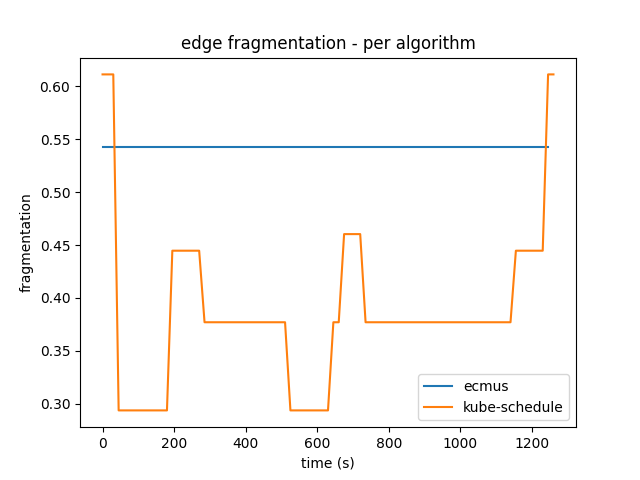 edge fragmentation - per algorithm
fragmentation
0.60
0.55
0.50
0.45
0.40
0.35
0.30
ecmus
kube-schedule
0 200 400 600 800 1000 1200
time (s)